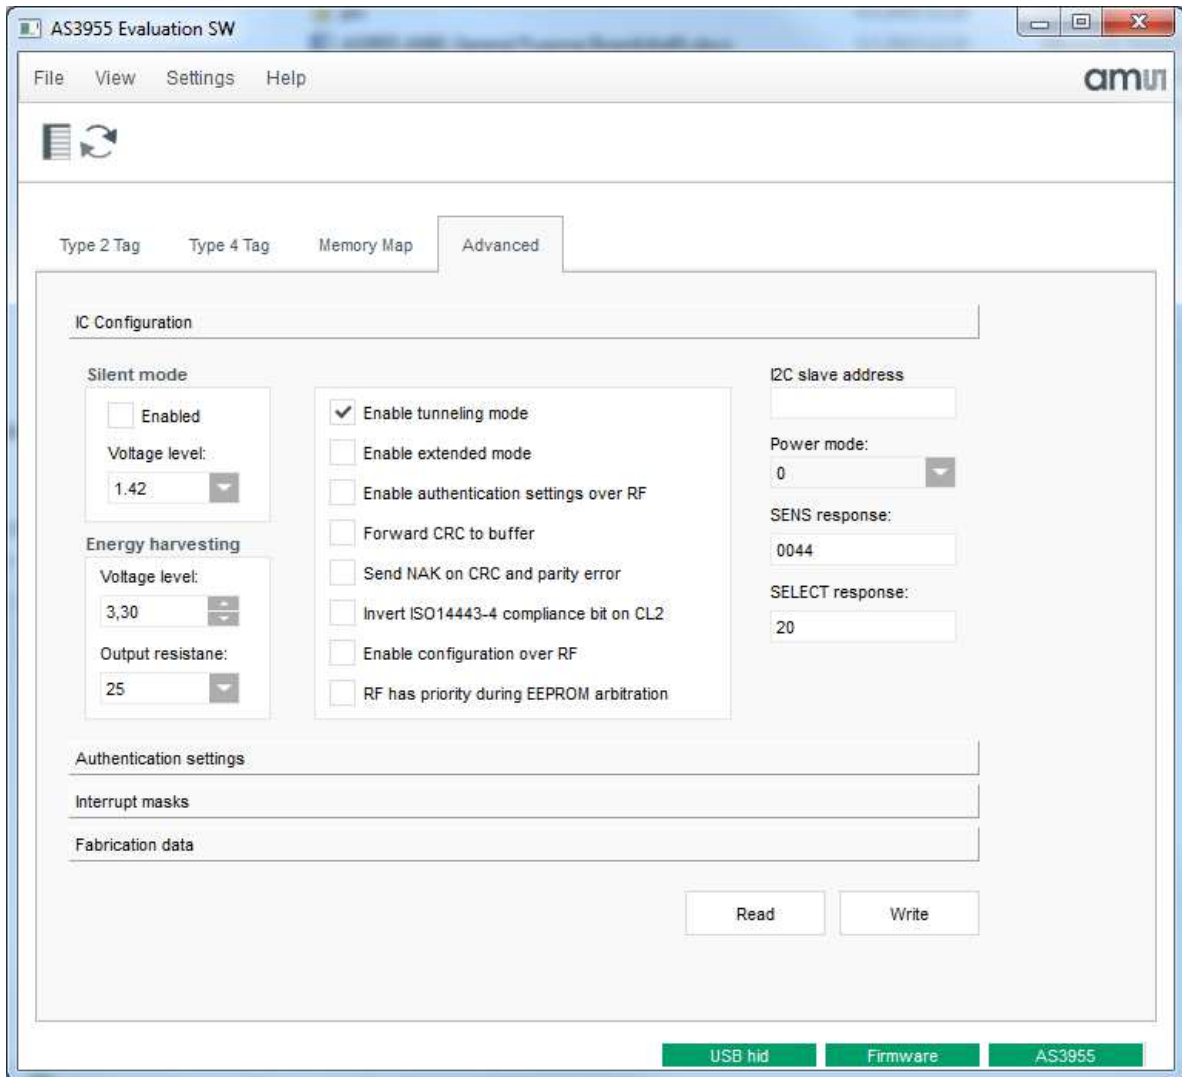 AS3955 Evaluation SW
File View Settings Help
amu
Type 2 Tag Type 4 Tag Memory Map Advanced
IC Configuration
Silent mode
Enabled
Voltage level:
1.42
Energy harvesting
Voltage level:
3,30
Output resistane:
25
Enable tunneling mode
Enable extended mode
Enable authentication settings over RF
Forward CRC to buffer
Send NAK on CRC and parity error
Invert ISO14443-4 compliance bit on CL2
Enable configuration over RF
RF has priority during EEPROM arbitration
I2C slave address
Power mode:
0
SENS response:
0044
SELECT response:
20
Authentication settings
Interrupt masks
Fabrication data
Read Write
USB hid Firmware AS3955